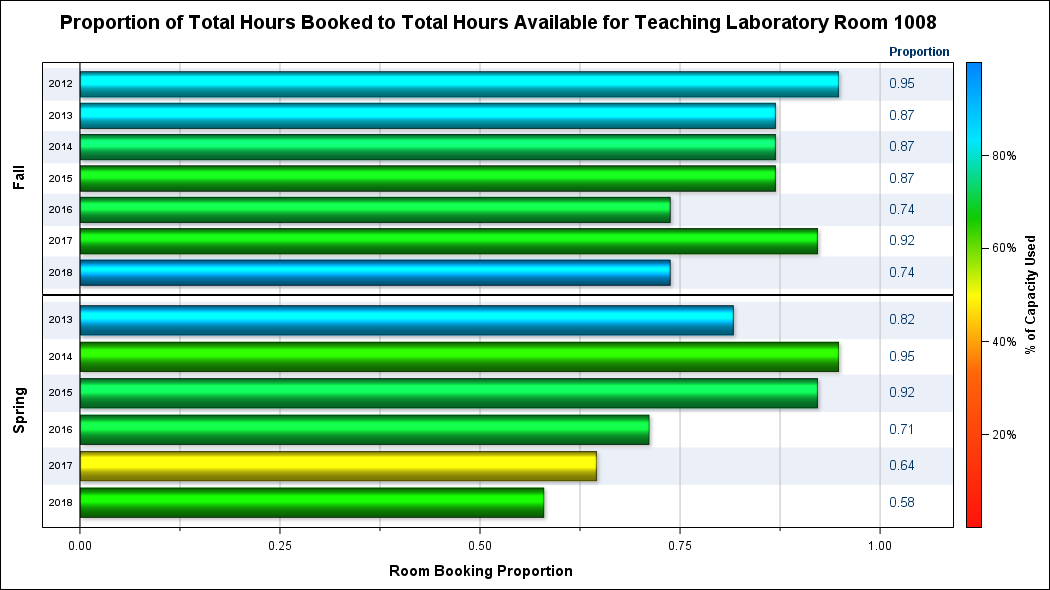 Proportion of Total Hours Booked to Total Hours Available for Teaching Laboratory Room 1008
Proportion
Fall
2012 0.95
2013 0.87
2014 0.87
2015 0.87
2016 0.74
2017 0.92
2018 0.74
Spring
2013 0.82
2014 0.95
2015 0.92
2016 0.71
2017 0.64
2018 0.58
0.00 0.25 0.50 0.75 1.00
Room Booking Proportion
80%
60%
40%
20%
% of Capacity Used